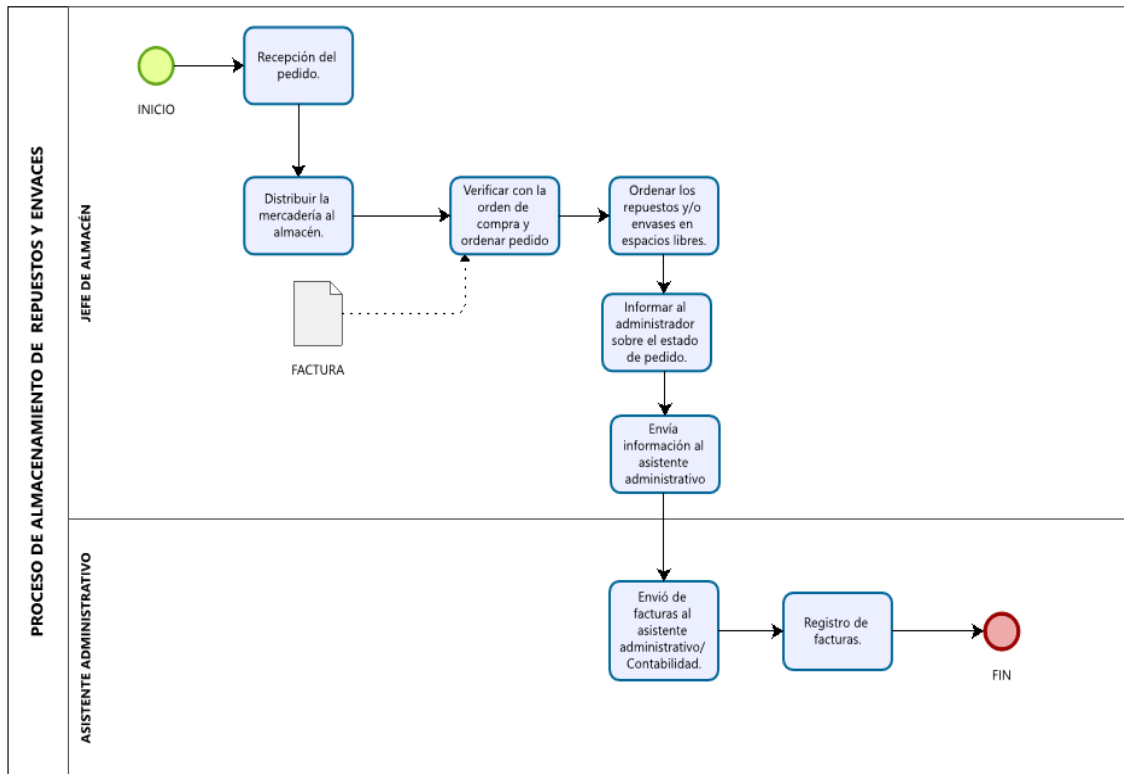 PROCESO DE ALMACENAMIENTO DE REPUESTOS Y ENVACES
JEFE DE ALMACÉN
INICIO
Recepción del
pedido.
Distribuir la
mercadería al
almacén.
Verificar con la
orden de
compra y
ordenar pedido
Ordenar los
repuestos y/o
envases en
espacios libres.
FACTURA
Informar al
administrador
sobre el estado
de pedido.
Envía
información al
asistente
administrativo
ASISTENTE ADMINISTRATIVO
Envió de
facturas al
asistente
administrativo/
Contabilidad.
Registro de
facturas.
FIN